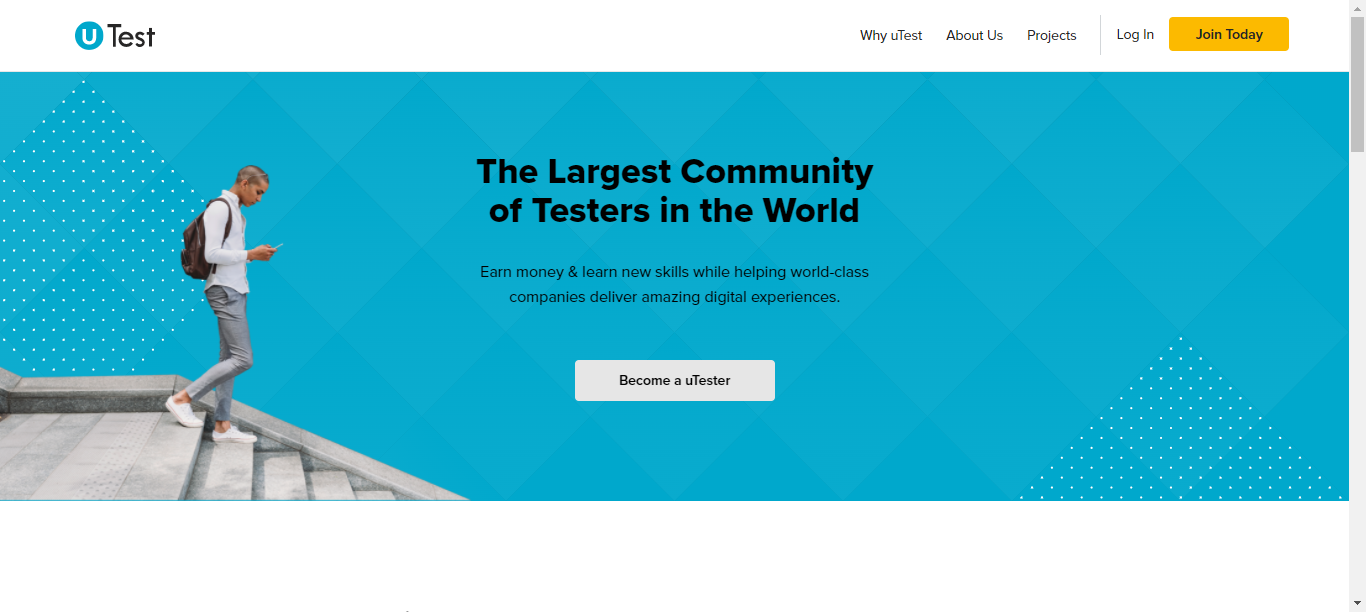 uTest
Why uTest
About Us
Projects
Log In
Join Today
The Largest Community
of Testers in the World
Earn money & learn new skills while helping world-class
companies deliver amazing digital experiences.
Become a uTester